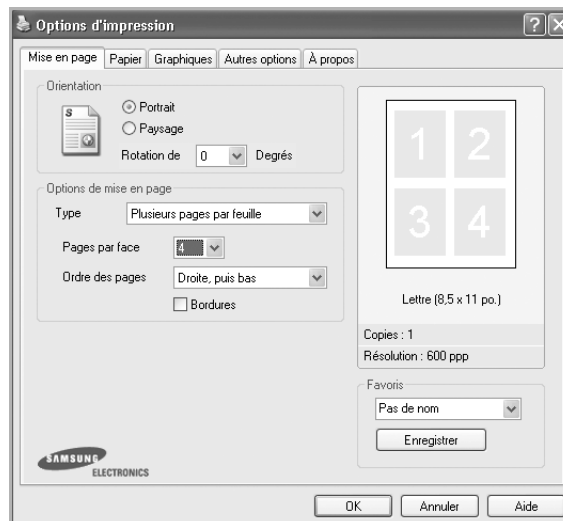 Options d'impression
Mise en page Papier Graphiques Autres options À propos
Orientation
S
Portrait
Paysage
Rotation de 0 Degrés
Options de mise en page
Type Plusieurs pages par feuille
Pages par face 4
Ordre des pages Droite, puis bas
Bordures
1 2
3 4
Lettre (8,5 x 11 po.)
Copies : 1
Résolution : 600 ppp
Favoris
Pas de nom
Enregistrer
SAMSUNG
ELECTRONICS
OK Annuler Aide